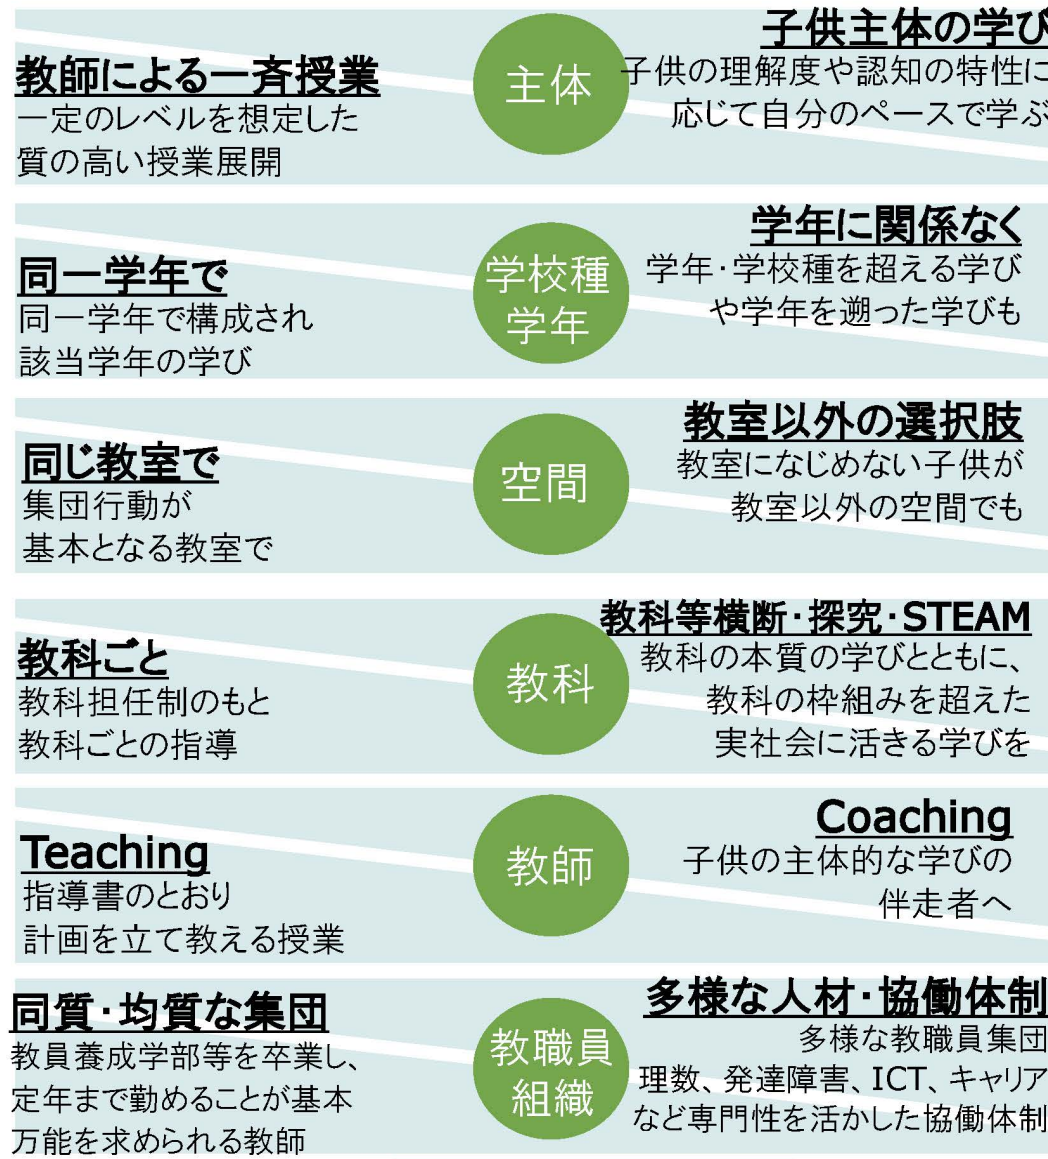 教師による一斉授業
一定のレベルを想定した
質の高い授業展開
主体
子供主体の学び
子供の理解度や認知の特性に
応じて自分のペースで学ぶ
同一学年で
同一学年で構成され
該当学年の学び
学校種
学年
学年に関係なく
学年・学校種を超える学び
や学年を遡った学びも
同じ教室で
集団行動が
基本となる教室で
空間
教室以外の選択肢
教室になじめない子供が
教室以外の空間でも
教科ごと
教科担任制のもと
教科ごとの指導
教科
教科等横断・探究・STEAM
教科の本質の学びとともに、
教科の枠組みを超えた
実社会に活きる学びを
Teaching
指導書のとおり
計画を立て教える授業
教師
Coaching
子供の主体的な学びの
伴走者へ
同質・均質な集団
教員養成学部等を卒業し、
定年まで勤めることが基本
万能を求められる教師
教職員
組織
多様な人材・協働体制
多様な教職員集団
理数、発達障害、ICT、キャリア
など専門性を活かした協働体制